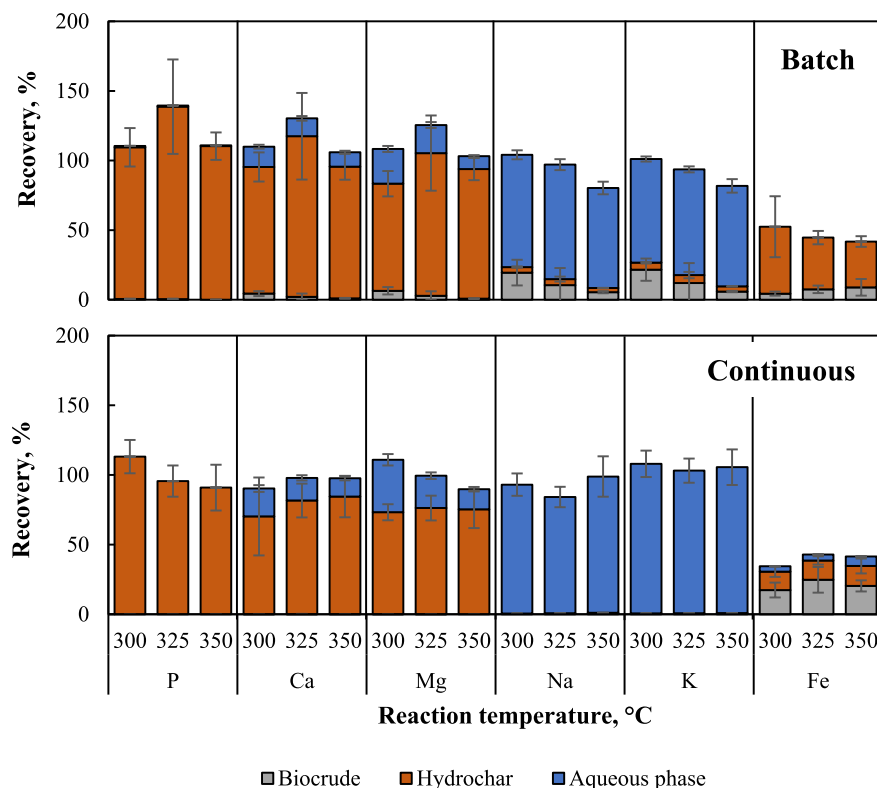 200
150
100
50
0
Recovery, %
Batch
200
150
100
50
0
Recovery, %
Continuous
300 325 350 300 325 350 300 325 350 300 325 350 300 325 350 300 325 350
P Ca Mg Na K Fe
Reaction temperature, °C
Biocrude Hydrochar Aqueous phase